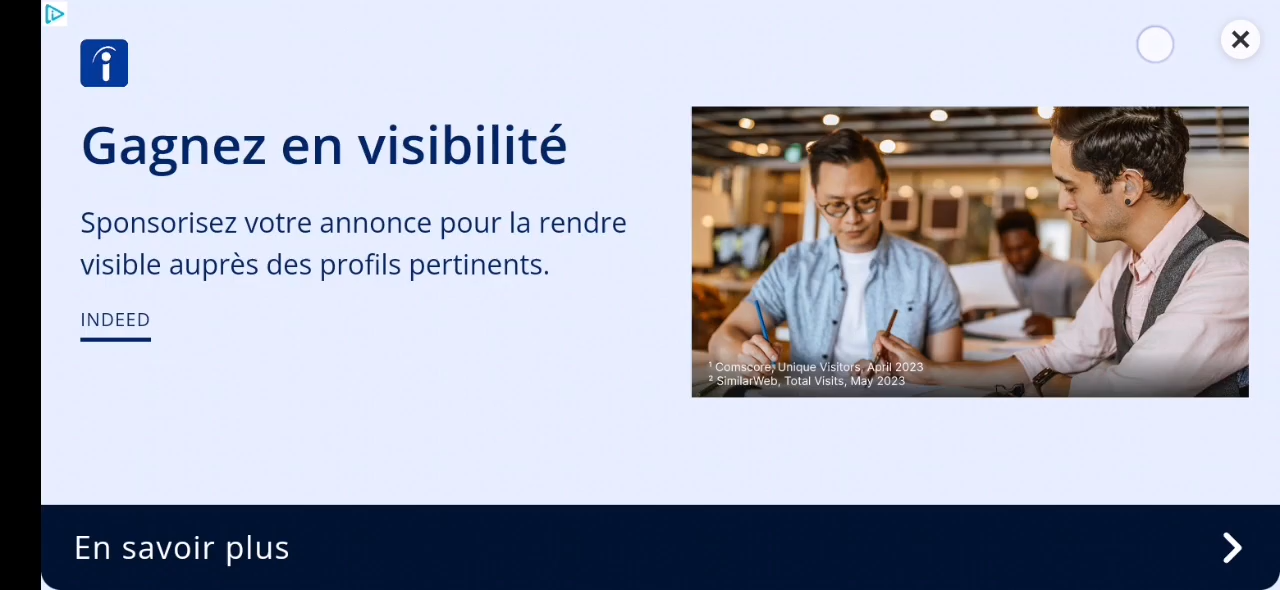 Gagnez en visibilité
Sponsorisez votre annonce pour la rendre
visible auprès des profils pertinents.
INDEED
¹ Comscore, Unique Visitors, April 2023
² SimilarWeb, Total Visits, May 2023
En savoir plus